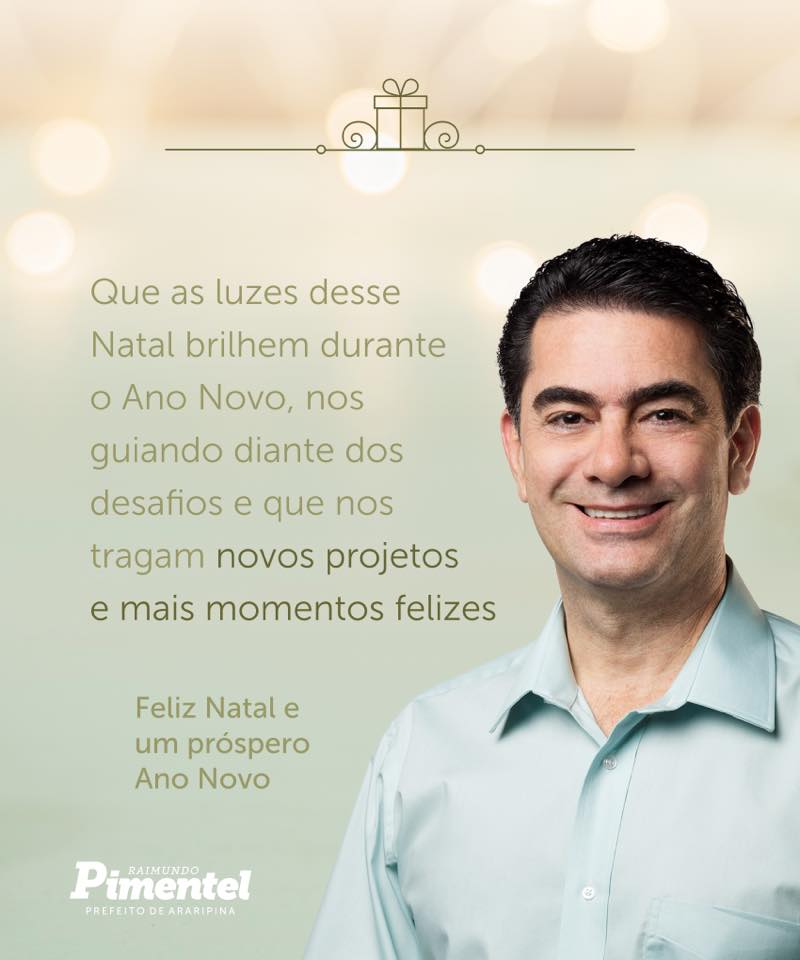 Que as luzes desse
Natal brilhem durante
o Ano Novo, nos
guiando diante dos
desafios e que nos
tragam novos projetos
e mais momentos felizes
Feliz Natal e
um próspero
Ano Novo
RAIMUNDO
Pimentel
PREFEITO DE ARARIPINA